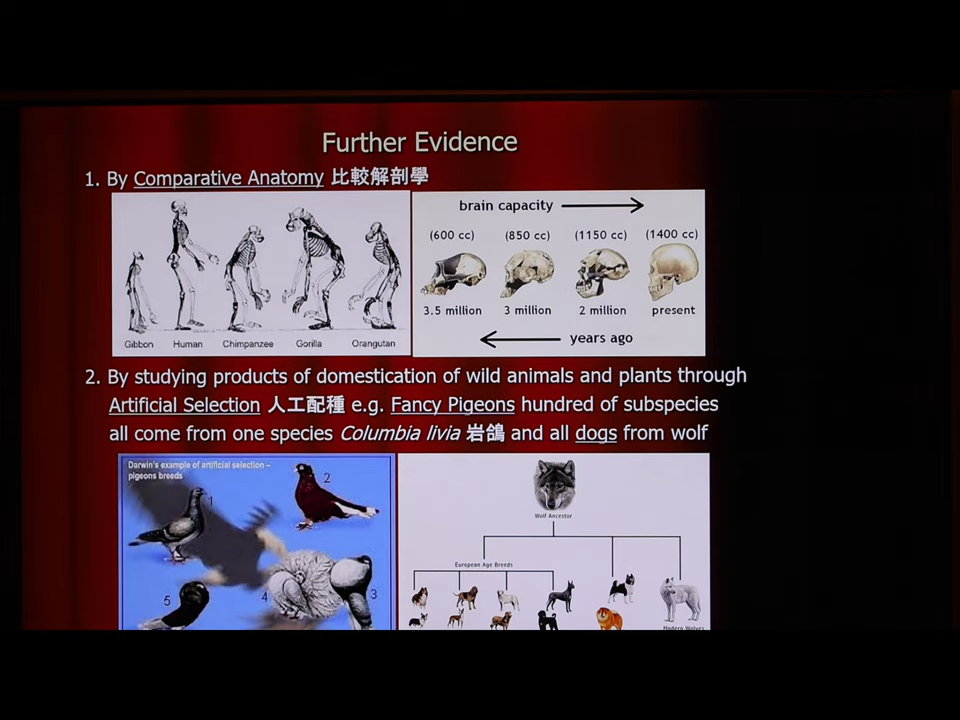 Further Evidence
1. By Comparative Anatomy 比較解剖學
Gibbon Human Chimpanzee Gorilla Orangutan
brain capacity
(600 cc) (850 cc) (1150 cc) (1400 cc)
3.5 million 3 million 2 million present
years ago
2. By studying products of domestication of wild animals and plants through
Artificial Selection 人工配種 e.g. Fancy Pigeons hundred of subspecies
all come from one species Columbia livia 岩鴿 and all dogs from wolf
Darwin's example of artificial selection –
pigeons breeds
1
2
3
4
5
Wolf Ancestor
European Age Breeds
Modern Wolves